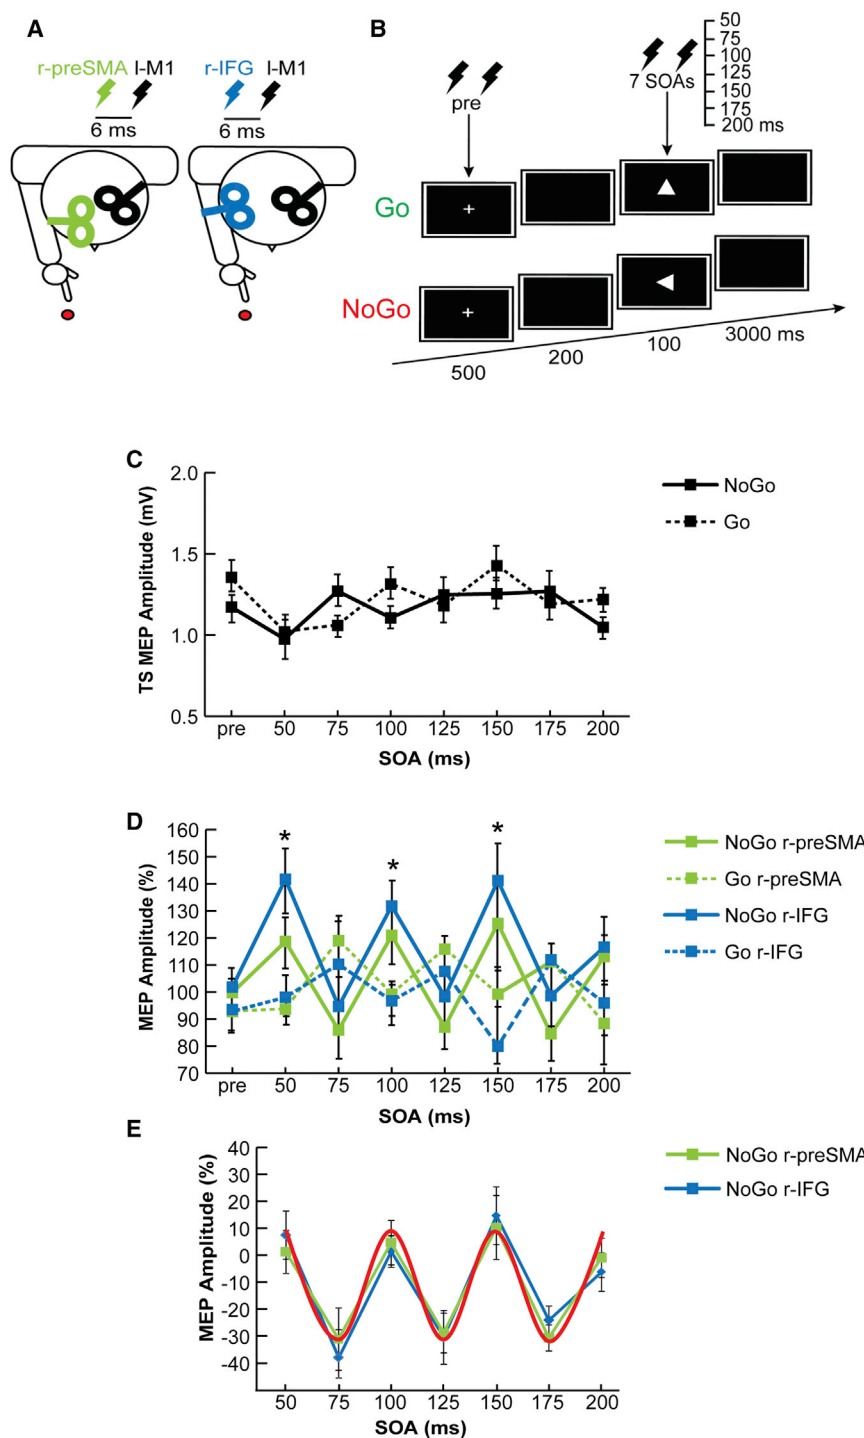 A
r-preSMA l-M1
r-IFG l-M1
6 ms
6 ms
B
pre
7 SOAs
50
75
100
125
150
175
200 ms
Go
NoGo
500
200
100
3000 ms
C
TS MEP Amplitude (mV)
2.0
1.5
1.0
0.5
pre 50 75 100 125 150 175 200
SOA (ms)
NoGo
Go
D
MEP Amplitude (%)
160
150
140
130
120
110
100
90
80
70
* * *
pre 50 75 100 125 150 175 200
SOA (ms)
NoGo r-preSMA
Go r-preSMA
NoGo r-IFG
Go r-IFG
E
MEP Amplitude (%)
40
30
20
10
0
-10
-20
-30
-40
50 75 100 125 150 175 200
SOA (ms)
NoGo r-preSMA
NoGo r-IFG